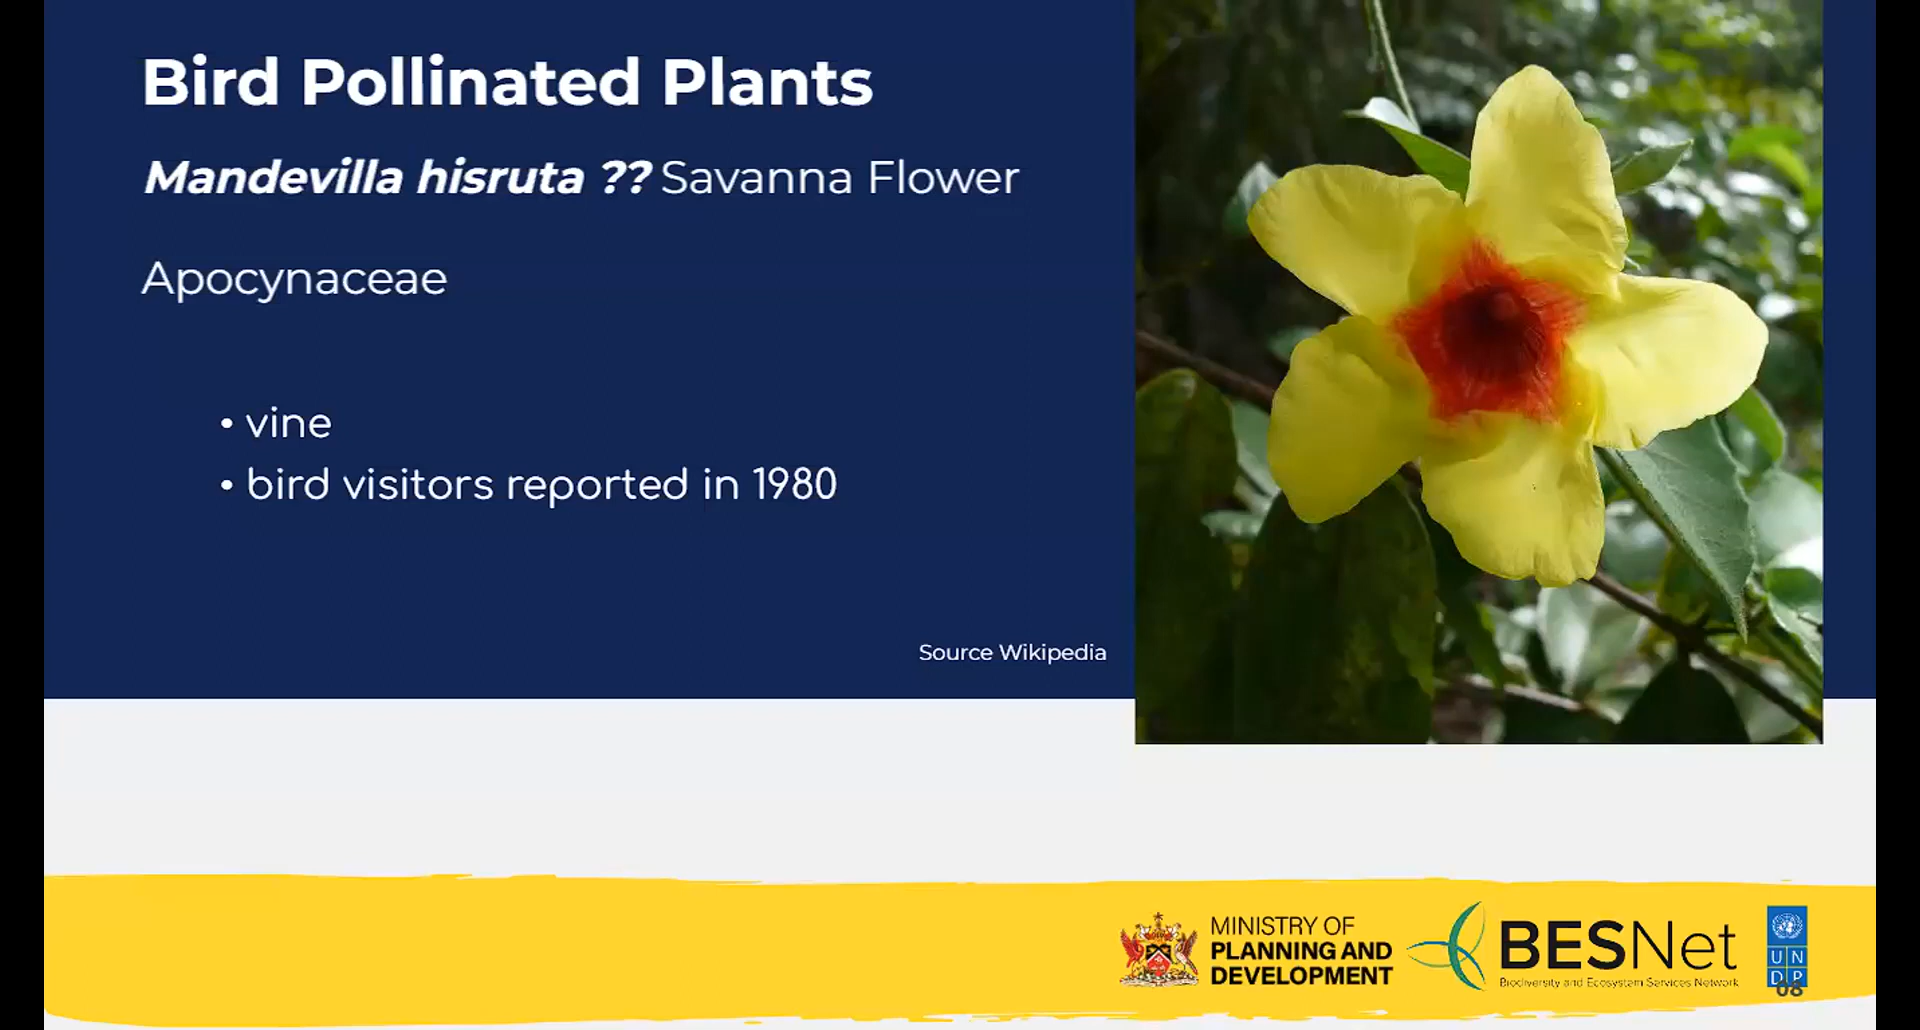 Bird Pollinated Plants
Mandevilla hisruta ?? Savanna Flower
Apocynaceae
• vine
• bird visitors reported in 1980
Source Wikipedia
MINISTRY OF
PLANNING AND
DEVELOPMENT
BESNet
Biodiversity and Ecosystem Services Network
U N
D P
08